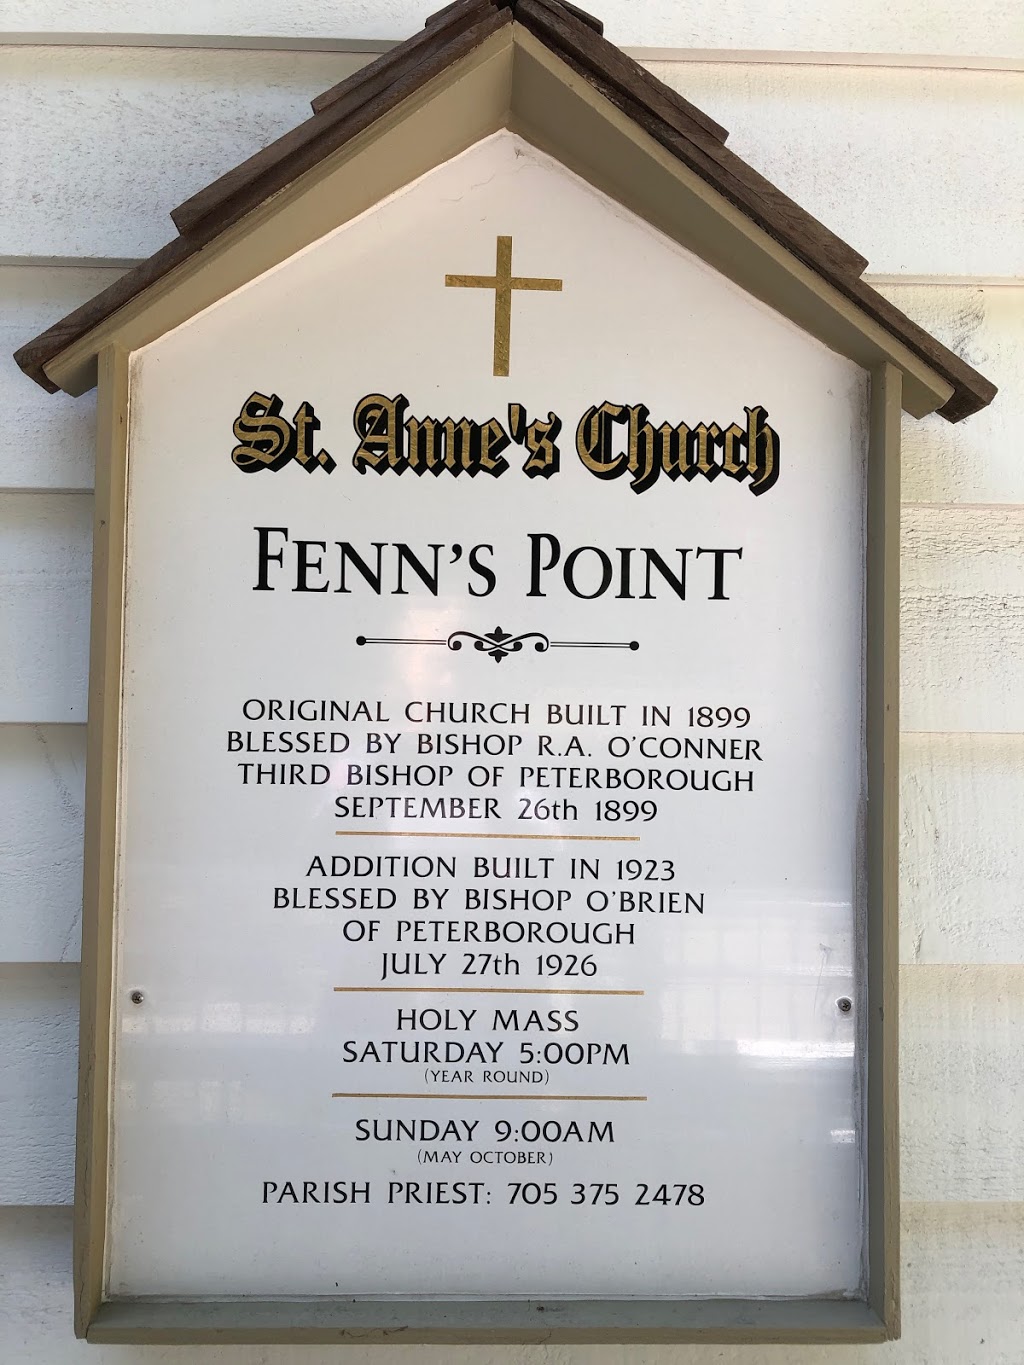 St. Anne's Church
FENN'S POINT
ORIGINAL CHURCH BUILT IN 1899
BLESSED BY BISHOP R.A. O'CONNER
THIRD BISHOP OF PETERBOROUGH
SEPTEMBER 26th 1899
ADDITION BUILT IN 1923
BLESSED BY BISHOP O'BRIEN
OF PETERBOROUGH
JULY 27th 1926
HOLY MASS
SATURDAY 5:00PM
(YEAR ROUND)
SUNDAY 9:00AM
(MAY OCTOBER)
PARISH PRIEST: 705 375 2478